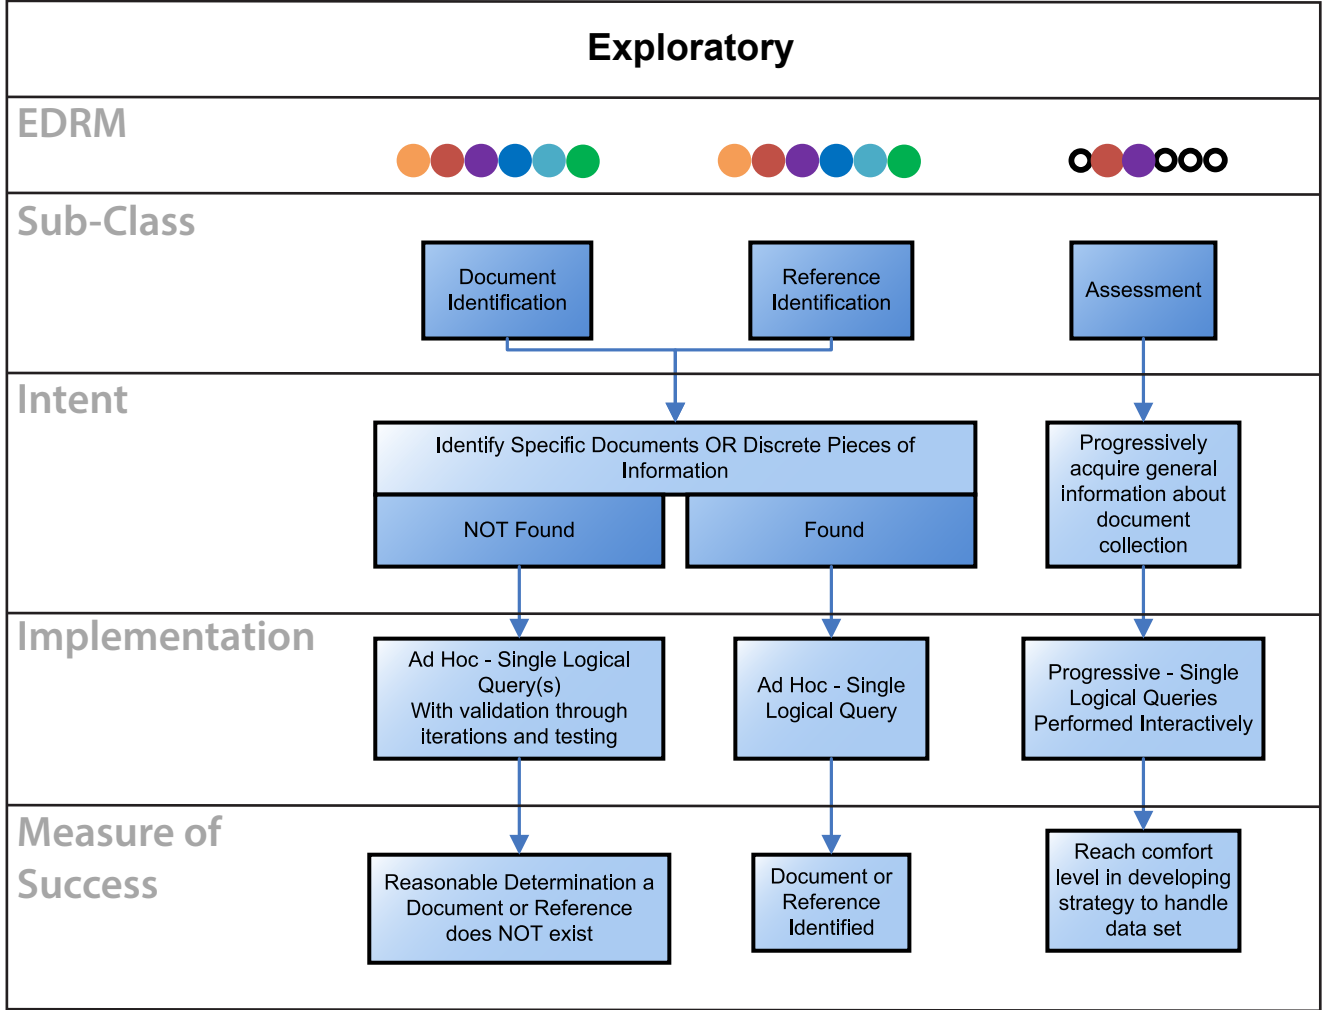 Exploratory
EDRM
Sub-Class
Document
Identification
Reference
Identification
Assessment
Intent
Identify Specific Documents OR Discrete Pieces of
Information
NOT Found
Found
Progressively
acquire general
information about
document
collection
Implementation
Ad Hoc - Single Logical
Query(s)
With validation through
iterations and testing
Ad Hoc - Single
Logical Query
Progressive - Single
Logical Queries
Performed Interactively
Measure of
Success
Reasonable Determination a
Document or Reference
does NOT exist
Document or
Reference
Identified
Reach comfort
level in developing
strategy to handle
data set